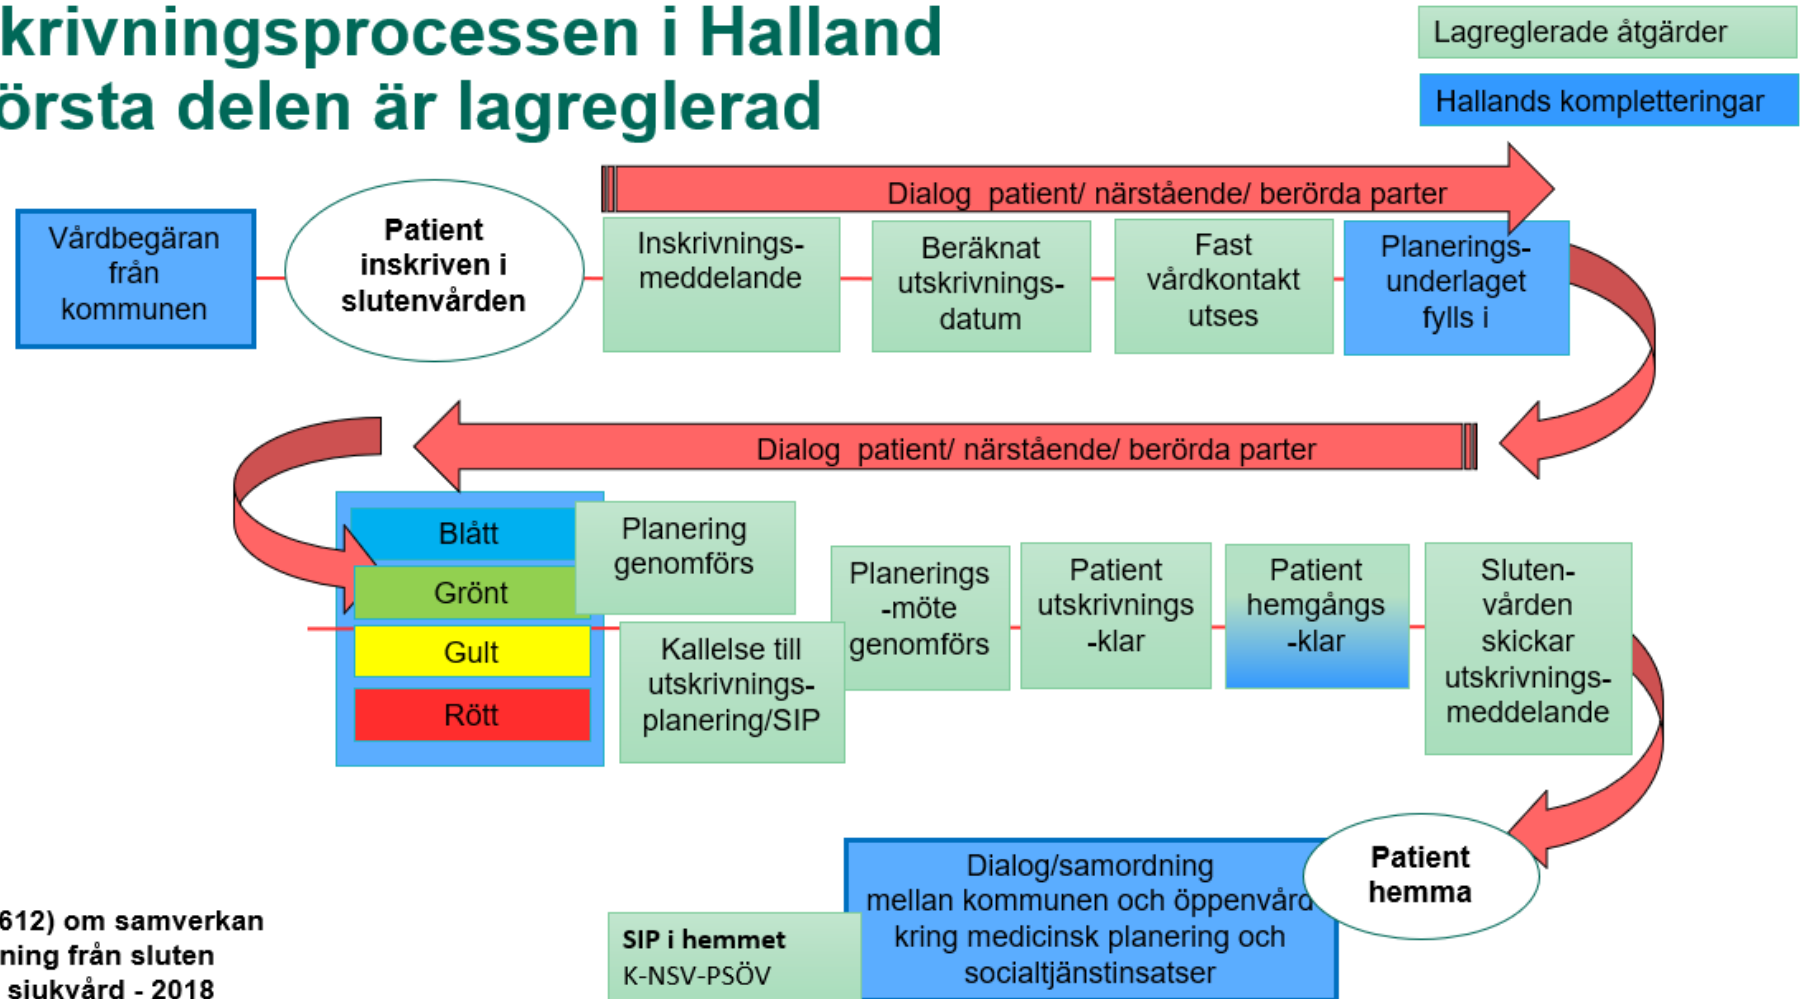 krivningsprocessen i Halland
örsta delen är lagreglerad
Lagreglerade åtgärder
Hallands kompletteringar
Dialog patient/ närstående/ berörda parter
Vårdbegäran
från
kommunen
Patient
inskriven i
slutenvården
Inskrivnings-
meddelande
Beräknat
utskrivnings-
datum
Fast
vårdkontakt
utses
Planerings-
underlaget
fylls i
Dialog patient/ närstående/ berörda parter
Blått
Grönt
Gult
Rött
Planering
genomförs
Kallelse till
utskrivnings-
planering/SIP
Planerings
-möte
genomförs
Patient
utskrivnings
-klar
Patient
hemgångs
-klar
Sluten-
vården
skickar
utskrivnings-
meddelande
Patient
hemma
Dialog/samordning
mellan kommunen och öppenvård
kring medicinsk planering och
socialtjänstinsatser
SIP i hemmet
K-NSV-PSÖV
612) om samverkan
ning från sluten
sjukvård - 2018